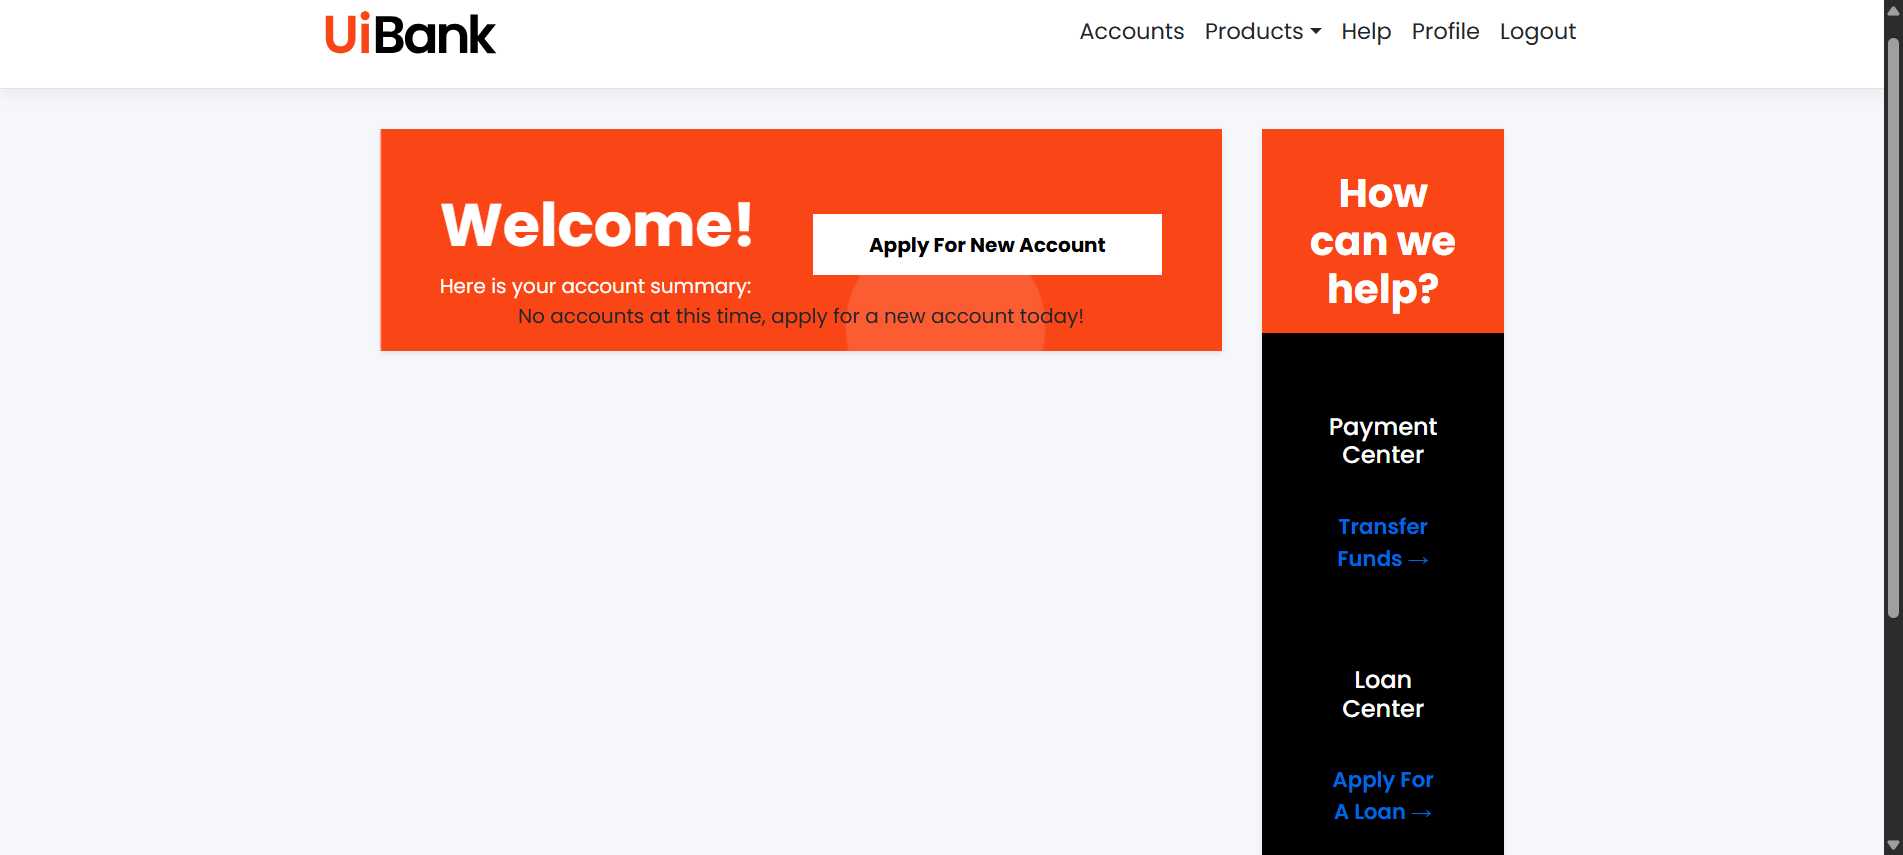 UiBank
Accounts Products Help Profile Logout
Welcome!
Apply For New Account
Here is your account summary:
No accounts at this time, apply for a new account today!
How
can we
help?
Payment
Center
Transfer
Funds →
Loan
Center
Apply For
A Loan →